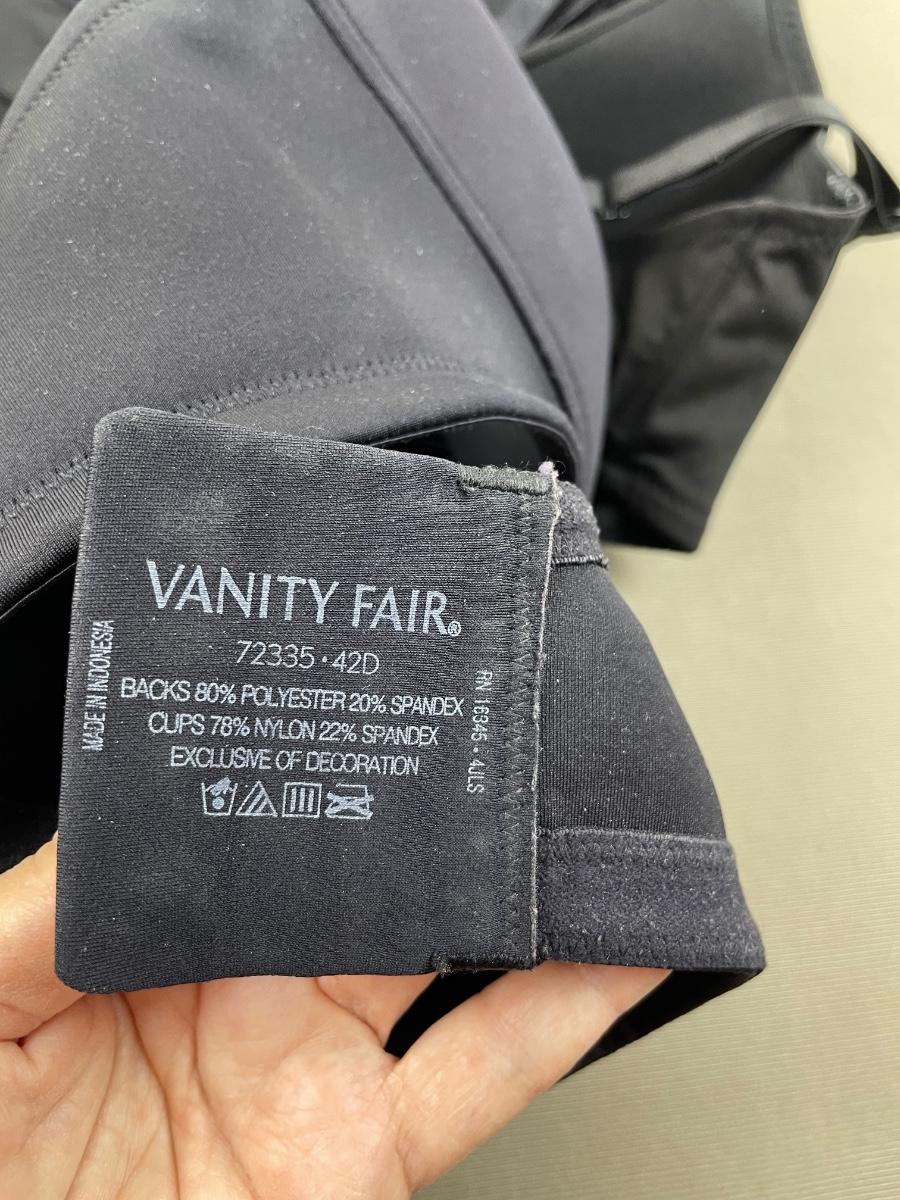 VANITY FAIR®
72335 • 42D
BACKS 80% POLYESTER 20% SPANDEX
CUPS 78% NYLON 22% SPANDEX
EXCLUSIVE OF DECORATION
MADE IN INDONESIA
RN 16345 • 4JLS